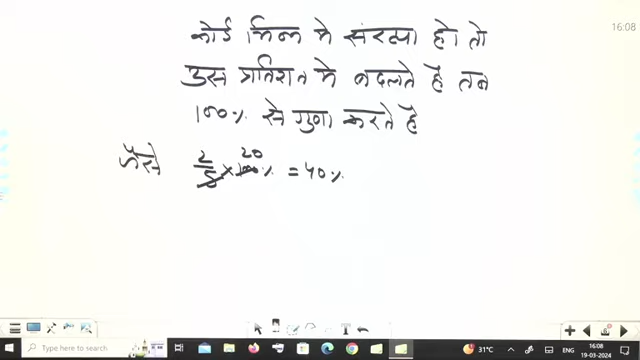 16:08
कोई भिन्न मे संख्या हो तो
उस प्रतिशत मे बदलते है तब
100% से गुणा करते है
जैसे 2/5 × 100% = 40%
20
Type here to search
31°C
ENG
16:08
19-03-2024